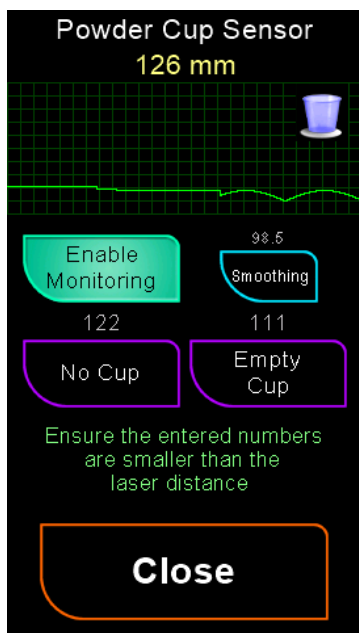 Powder Cup Sensor
126 mm
98.5
Enable
Monitoring
Smoothing
122
111
No Cup
Empty
Cup
Ensure the entered numbers
are smaller than the
laser distance
Close